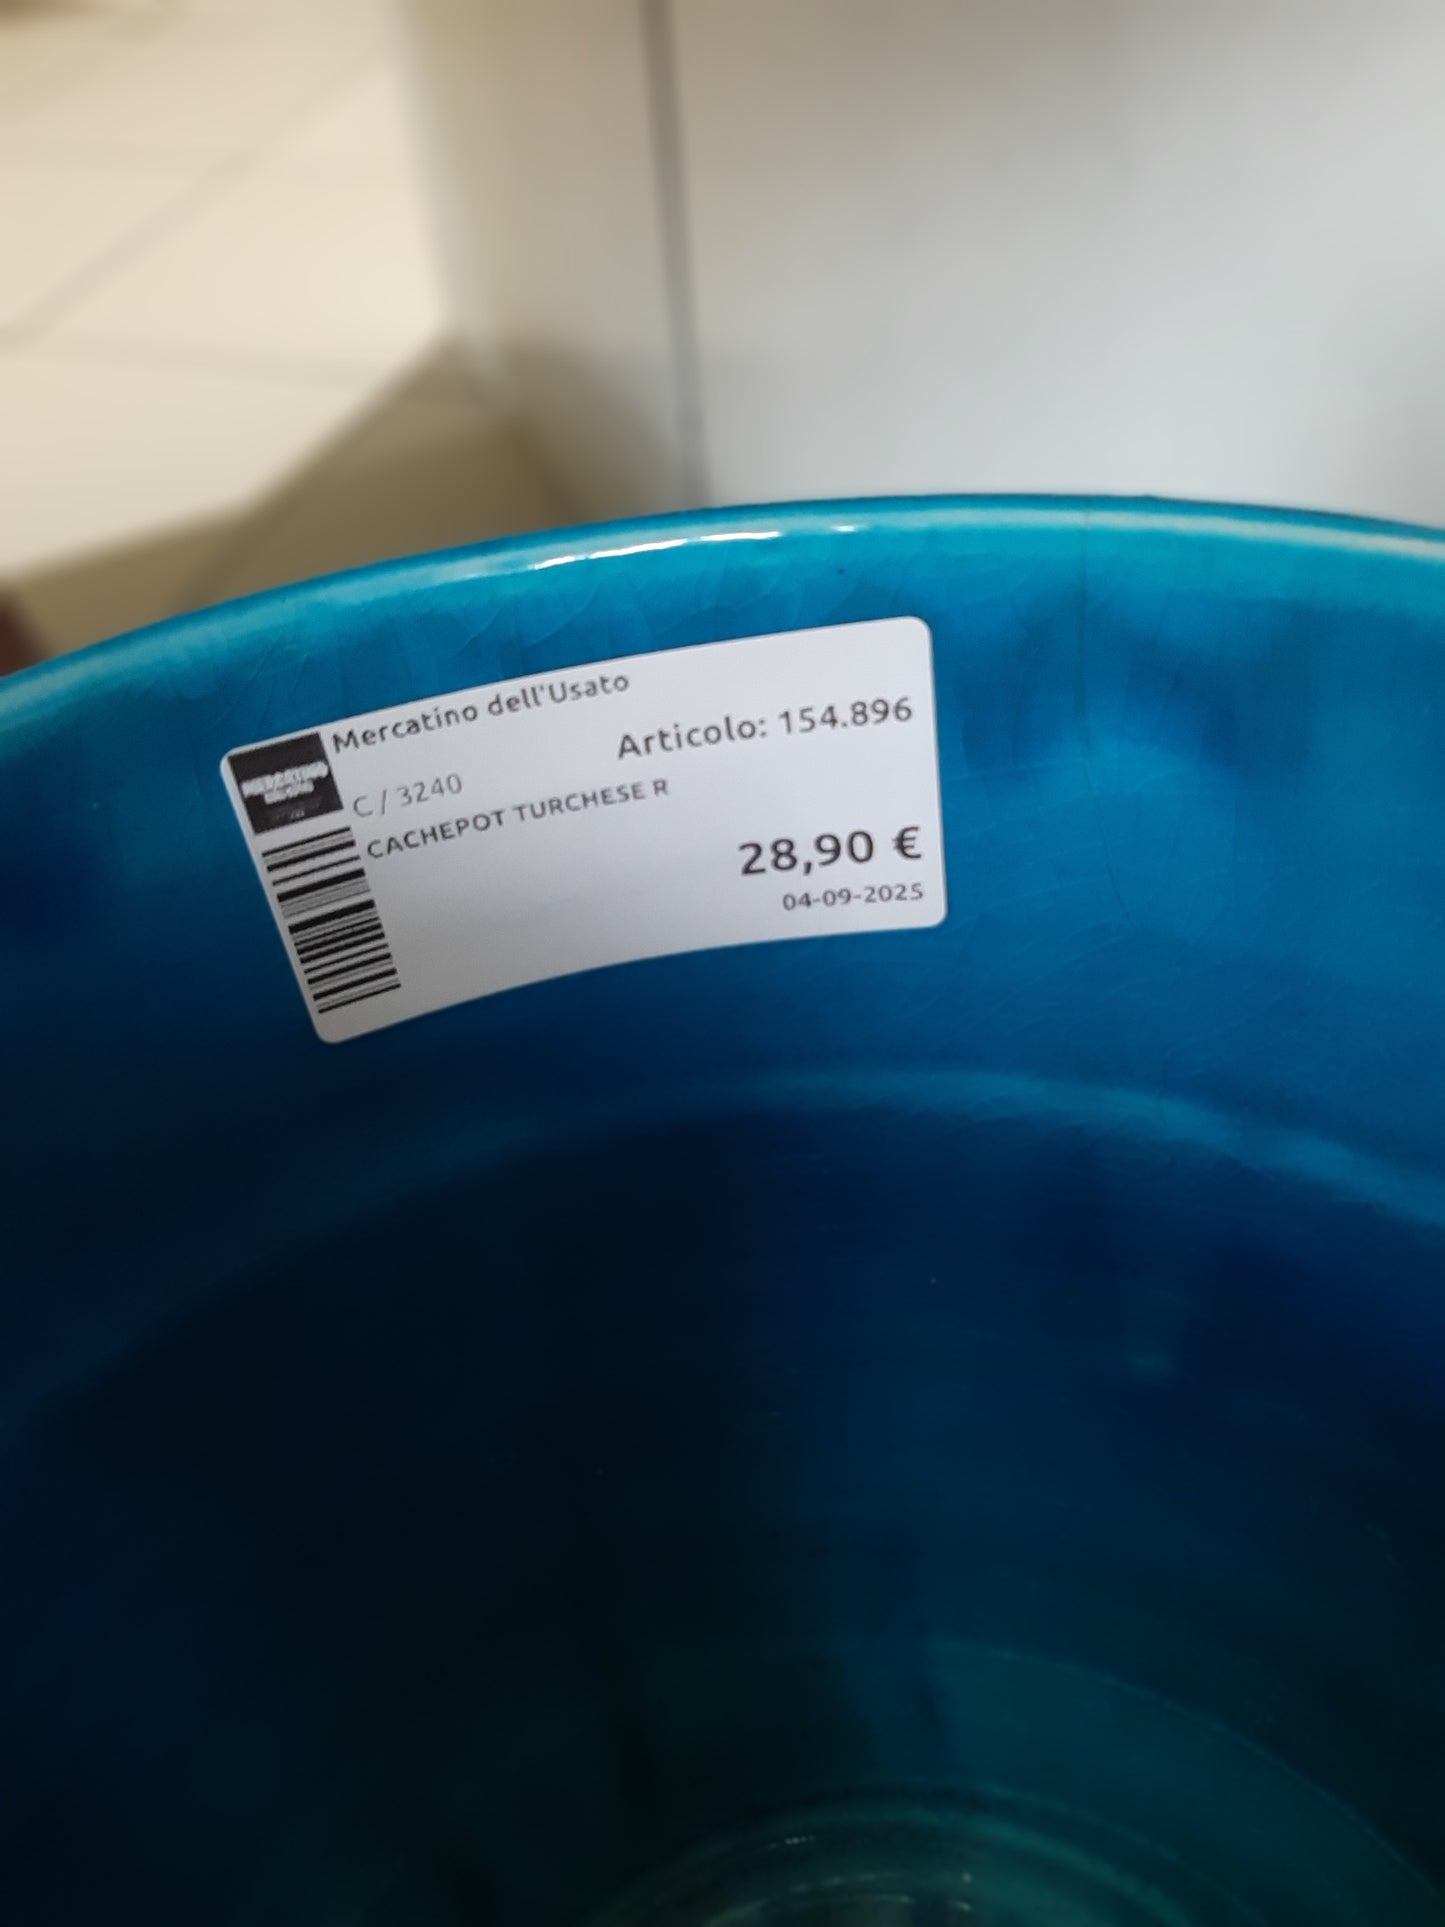 Mercatino dell'Usato
Articolo: 154.896
C / 3240
CACHEPOT TURCHESE R
28,90 €
04-09-2025